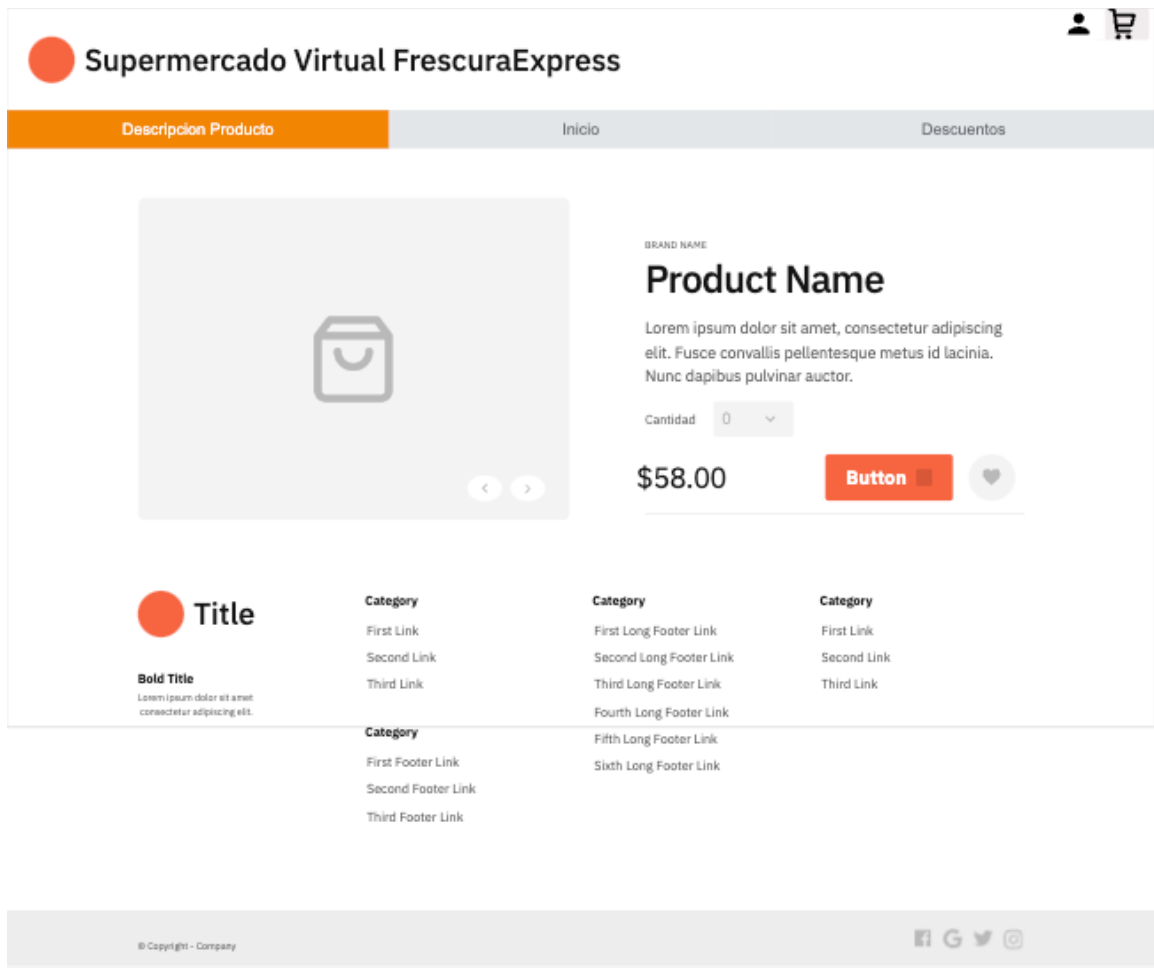 Supermercado Virtual FrescuraExpress
Descripcion Producto
Inicio
Descuentos
BRAND NAME
Product Name
Lorem ipsum dolor sit amet, consectetur adipiscing
elit. Fusce convallis pellentesque metus id lacinia.
Nunc dapibus pulvinar auctor.
Cantidad
0
$58.00
Button
Title
Bold Title
Lorem ipsum dolor sit amet
consectetur adipiscing elit.
Category
First Link
Second Link
Third Link
Category
First Footer Link
Second Footer Link
Third Footer Link
Category
First Long Footer Link
Second Long Footer Link
Third Long Footer Link
Fourth Long Footer Link
Fifth Long Footer Link
Sixth Long Footer Link
Category
First Link
Second Link
Third Link
© Copyright - Company